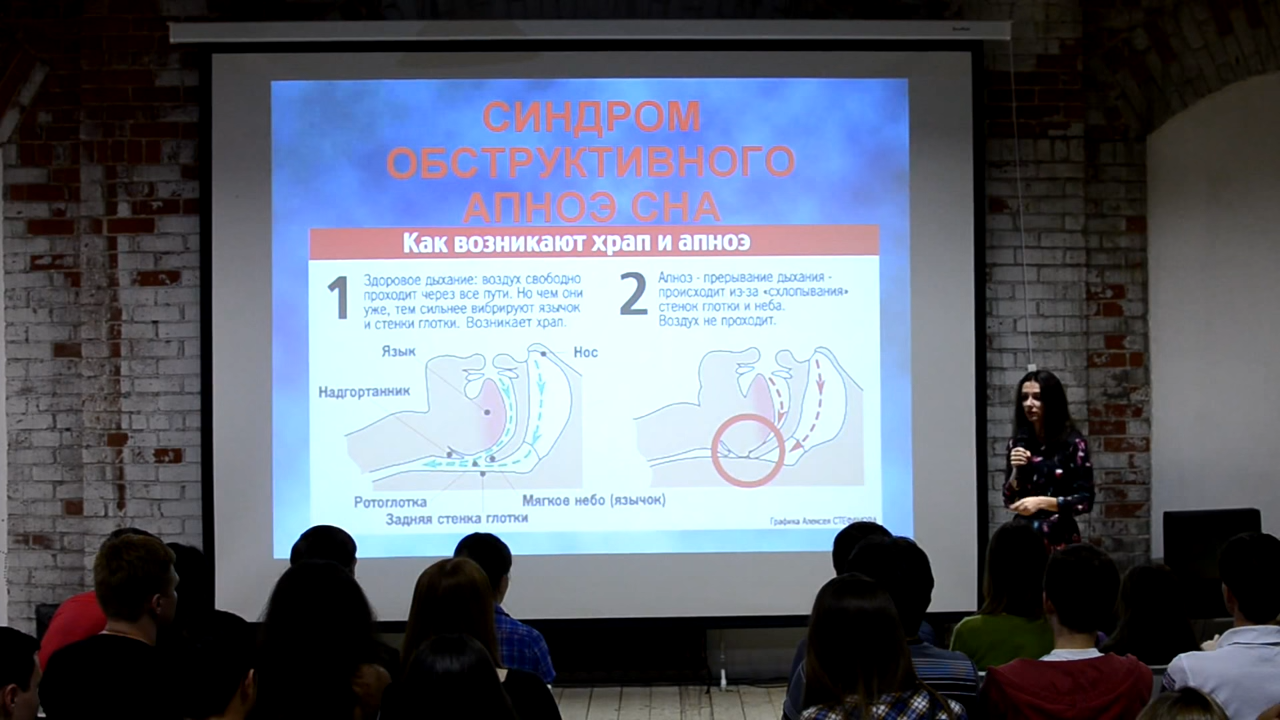 СИНДРОМ
ОБСТРУКТИВНОГО
АПНОЭ СНА
Как возникают храп и апноэ
1
Здоровое дыхание: воздух свободно
проходит через все пути. Но чем они
уже, тем сильнее вибрируют язычок
и стенки глотки. Возникает храп.
2
Апноэ - прерывание дыхания -
происходит из-за «схлопывания»
стенок глотки и неба.
Воздух не проходит.
Язык
Нос
Надгортанник
Ротоглотка
Мягкое небо (язычок)
Задняя стенка глотки
Графика Алексея